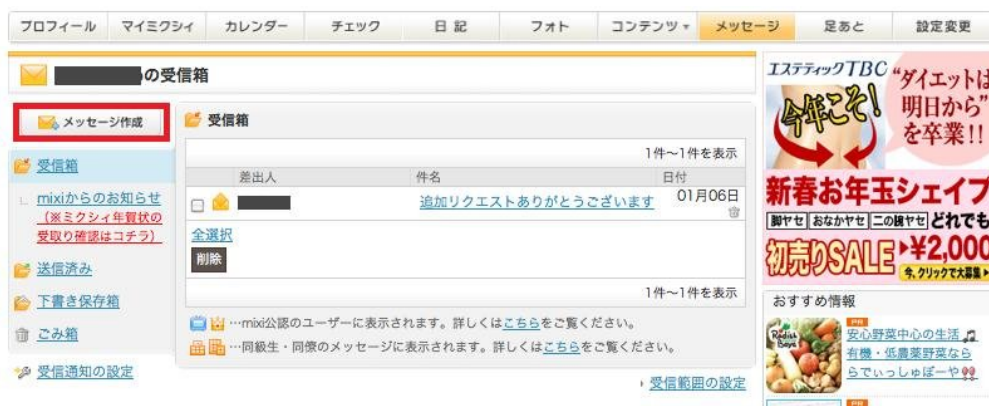 プロフィール マイミクシィ カレンダー チェック 日記 フォト コンテンツ▼ メッセージ 足あと 設定変更
の受信箱
メッセージ作成
受信箱
mixiからのお知らせ
(※ミクシィ年賀状の
受取り確認はコチラ)
送信済み
下書き保存箱
ごみ箱
受信通知の設定
受信箱
1件～1件を表示
差出人 件名 日付
追加リクエストありがとうございます 01月06日
全選択
削除
1件～1件を表示
…mixi公認のユーザーに表示されます。詳しくはこちらをご覧ください。
…同級生・同僚のメッセージに表示されます。詳しくはこちらをご覧ください。
受信範囲の設定
エステティックTBC
今年こそ!
“ダイエットは
明日から”
を卒業!!
新春お年玉シェイプ
脚ヤセ おなかヤセ 二の腕ヤセ どれでも
初売りSALE ¥2,000
今、クリックで大募集
おすすめ情報
Radish Boya
PR
安心野菜中心の生活
有機・低農薬野菜なら
らでぃっしゅぼーや
PR